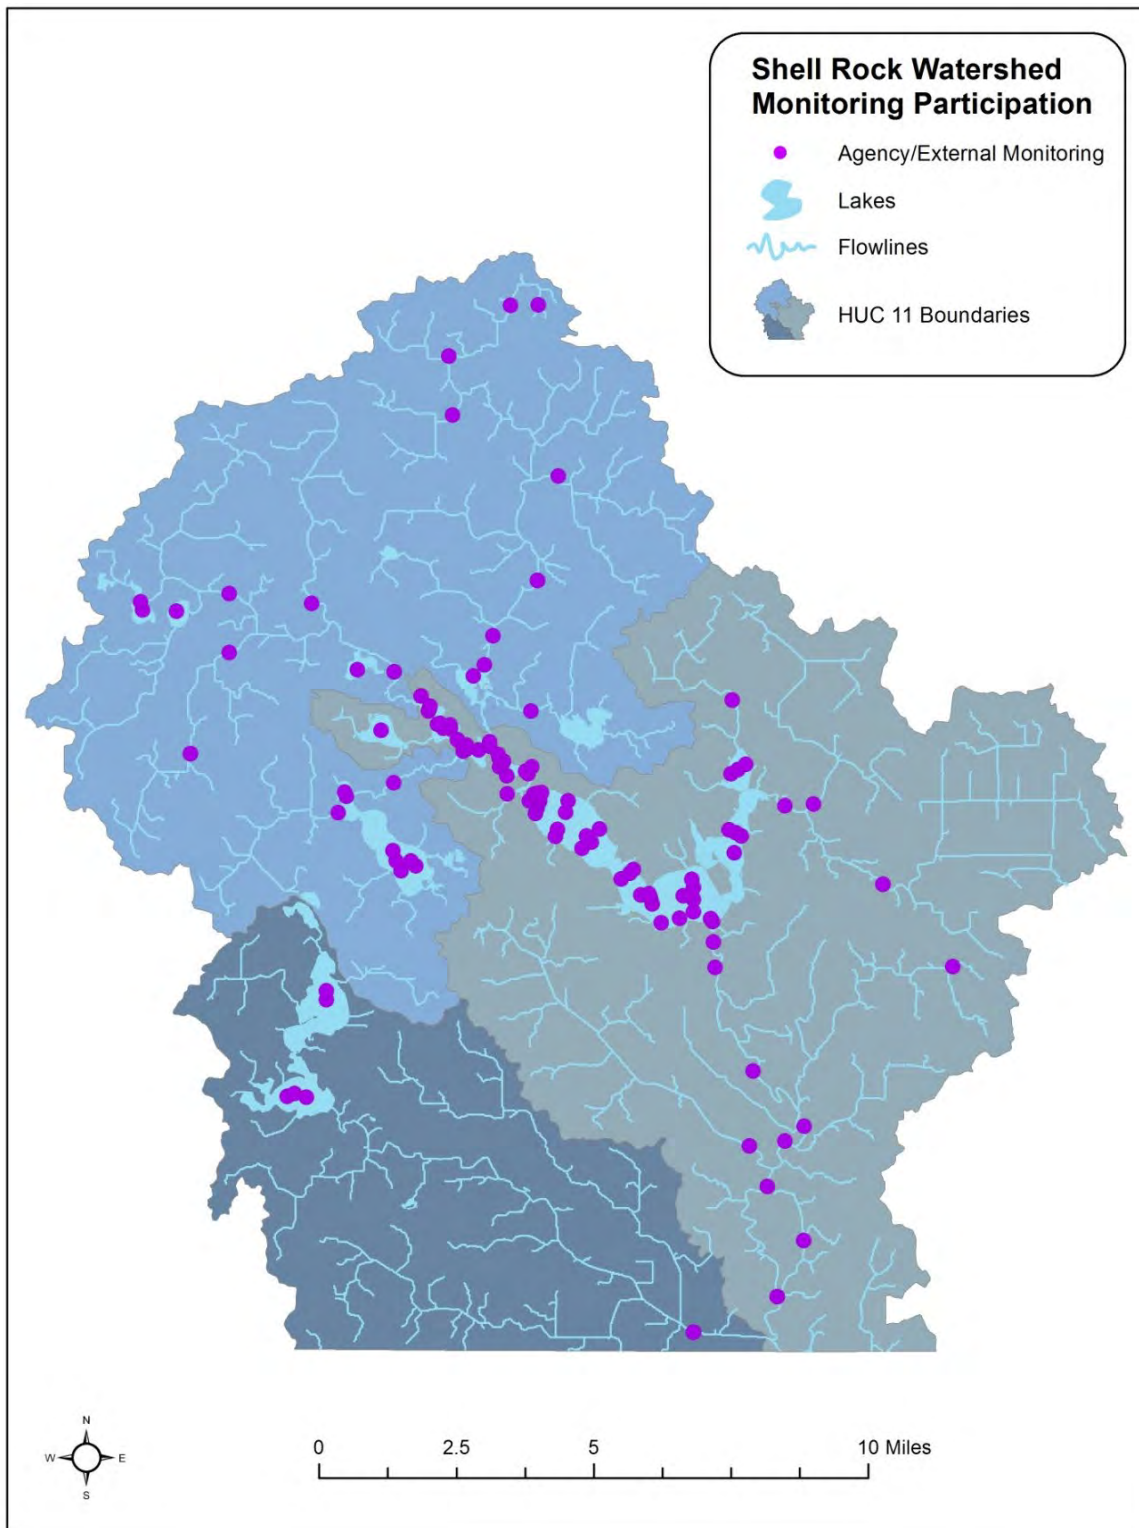 Shell Rock Watershed
Monitoring Participation
Agency/External Monitoring
Lakes
Flowlines
HUC 11 Boundaries
N
W E
S
0 2.5 5 10 Miles